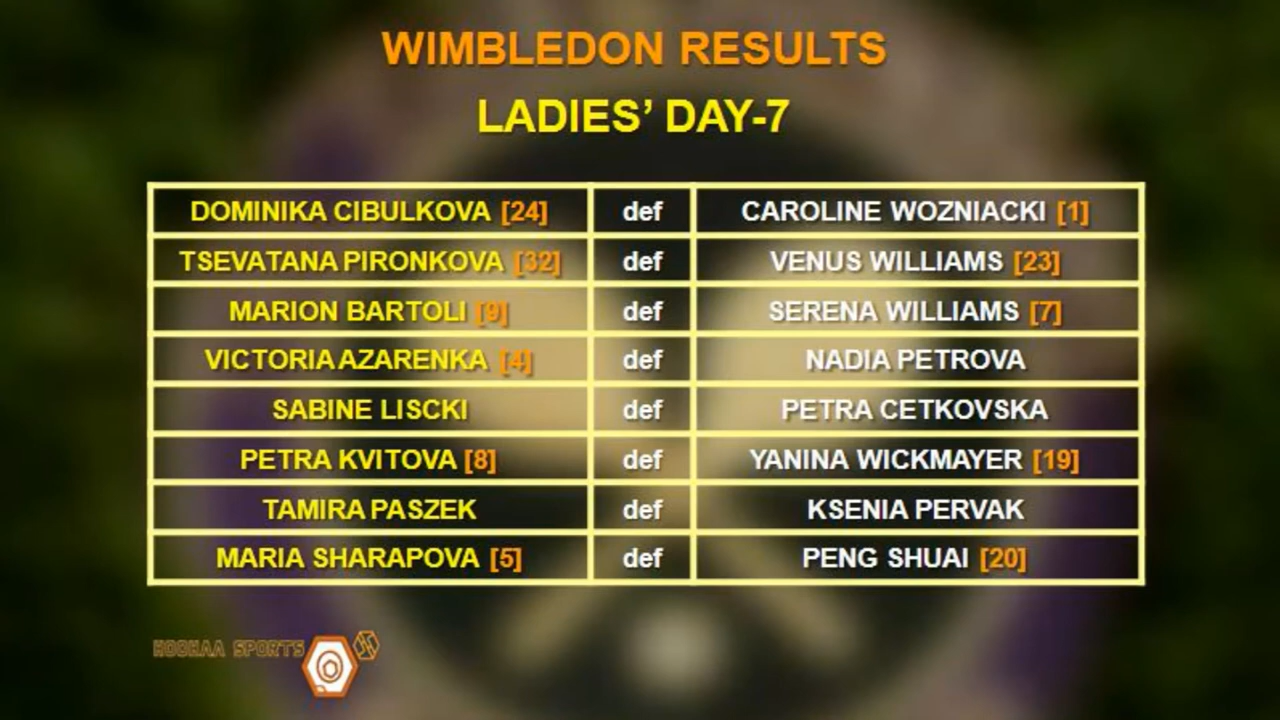 WIMBLEDON RESULTS
LADIES’ DAY-7
DOMINIKA CIBULKOVA [24] def CAROLINE WOZNIACKI [1]
TSEVATANA PIRONKOVA [32] def VENUS WILLIAMS [23]
MARION BARTOLI [9] def SERENA WILLIAMS [7]
VICTORIA AZARENKA [4] def NADIA PETROVA
SABINE LISCKI def PETRA CETKOVSKA
PETRA KVITOVA [8] def YANINA WICKMAYER [19]
TAMIRA PASZEK def KSENIA PERVAK
MARIA SHARAPOVA [5] def PENG SHUAI [20]
HOOHAA SPORTS